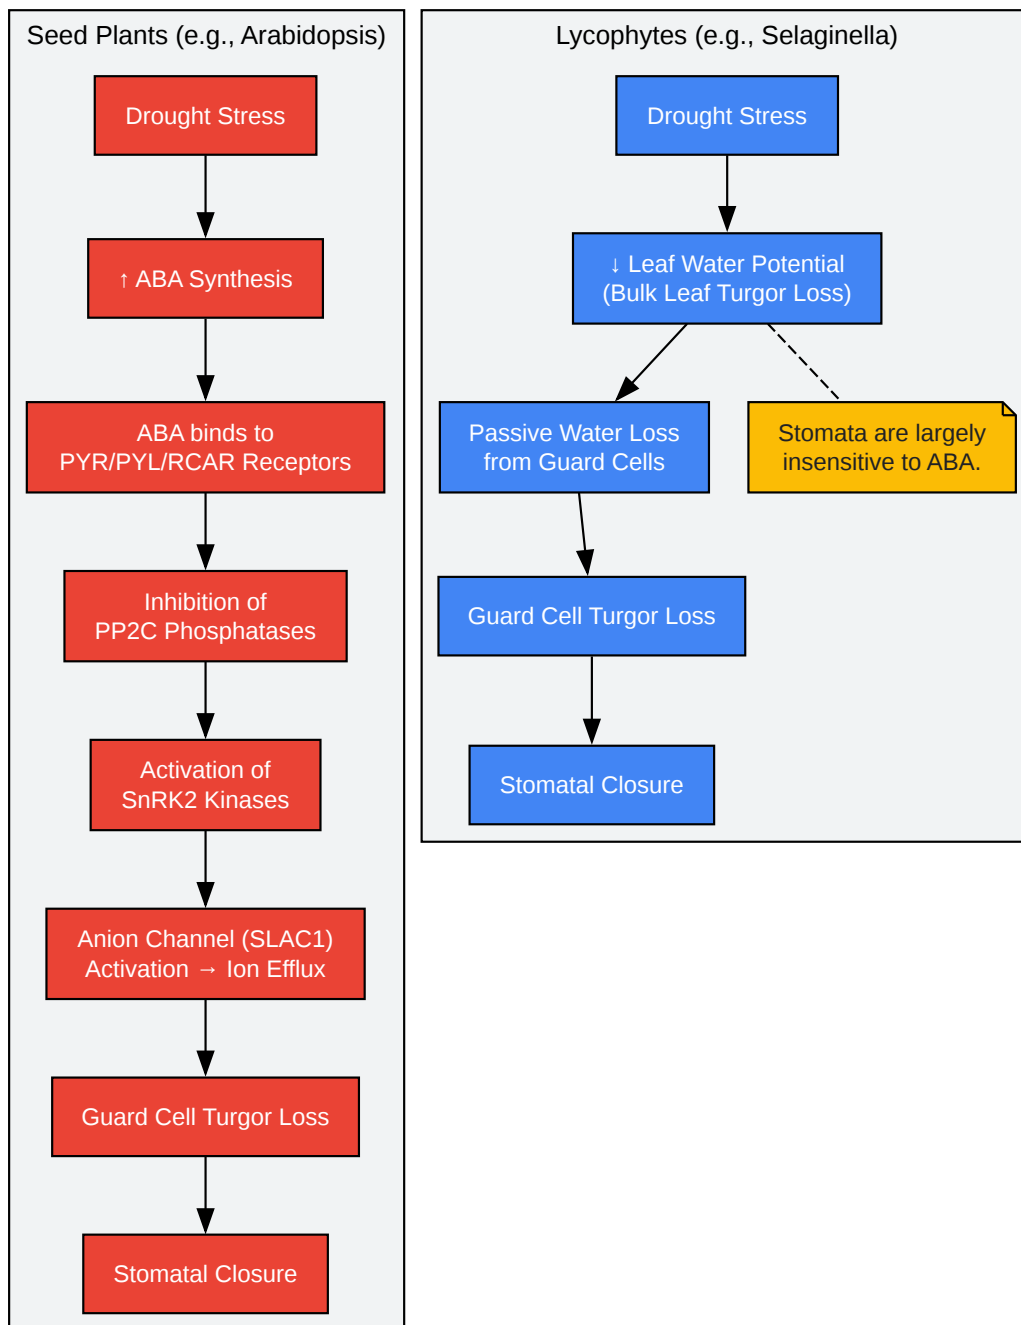 Seed Plants (e.g., Arabidopsis)
Drought Stress
↑ ABA Synthesis
ABA binds to
PYR/PYL/RCAR Receptors
Inhibition of
PP2C Phosphatases
Activation of
SnRK2 Kinases
Anion Channel (SLAC1)
Activation → Ion Efflux
Guard Cell Turgor Loss
Stomatal Closure
Lycophytes (e.g., Selaginella)
Drought Stress
↓ Leaf Water Potential
(Bulk Leaf Turgor Loss)
Passive Water Loss
from Guard Cells
Stomata are largely
insensitive to ABA.
Guard Cell Turgor Loss
Stomatal Closure